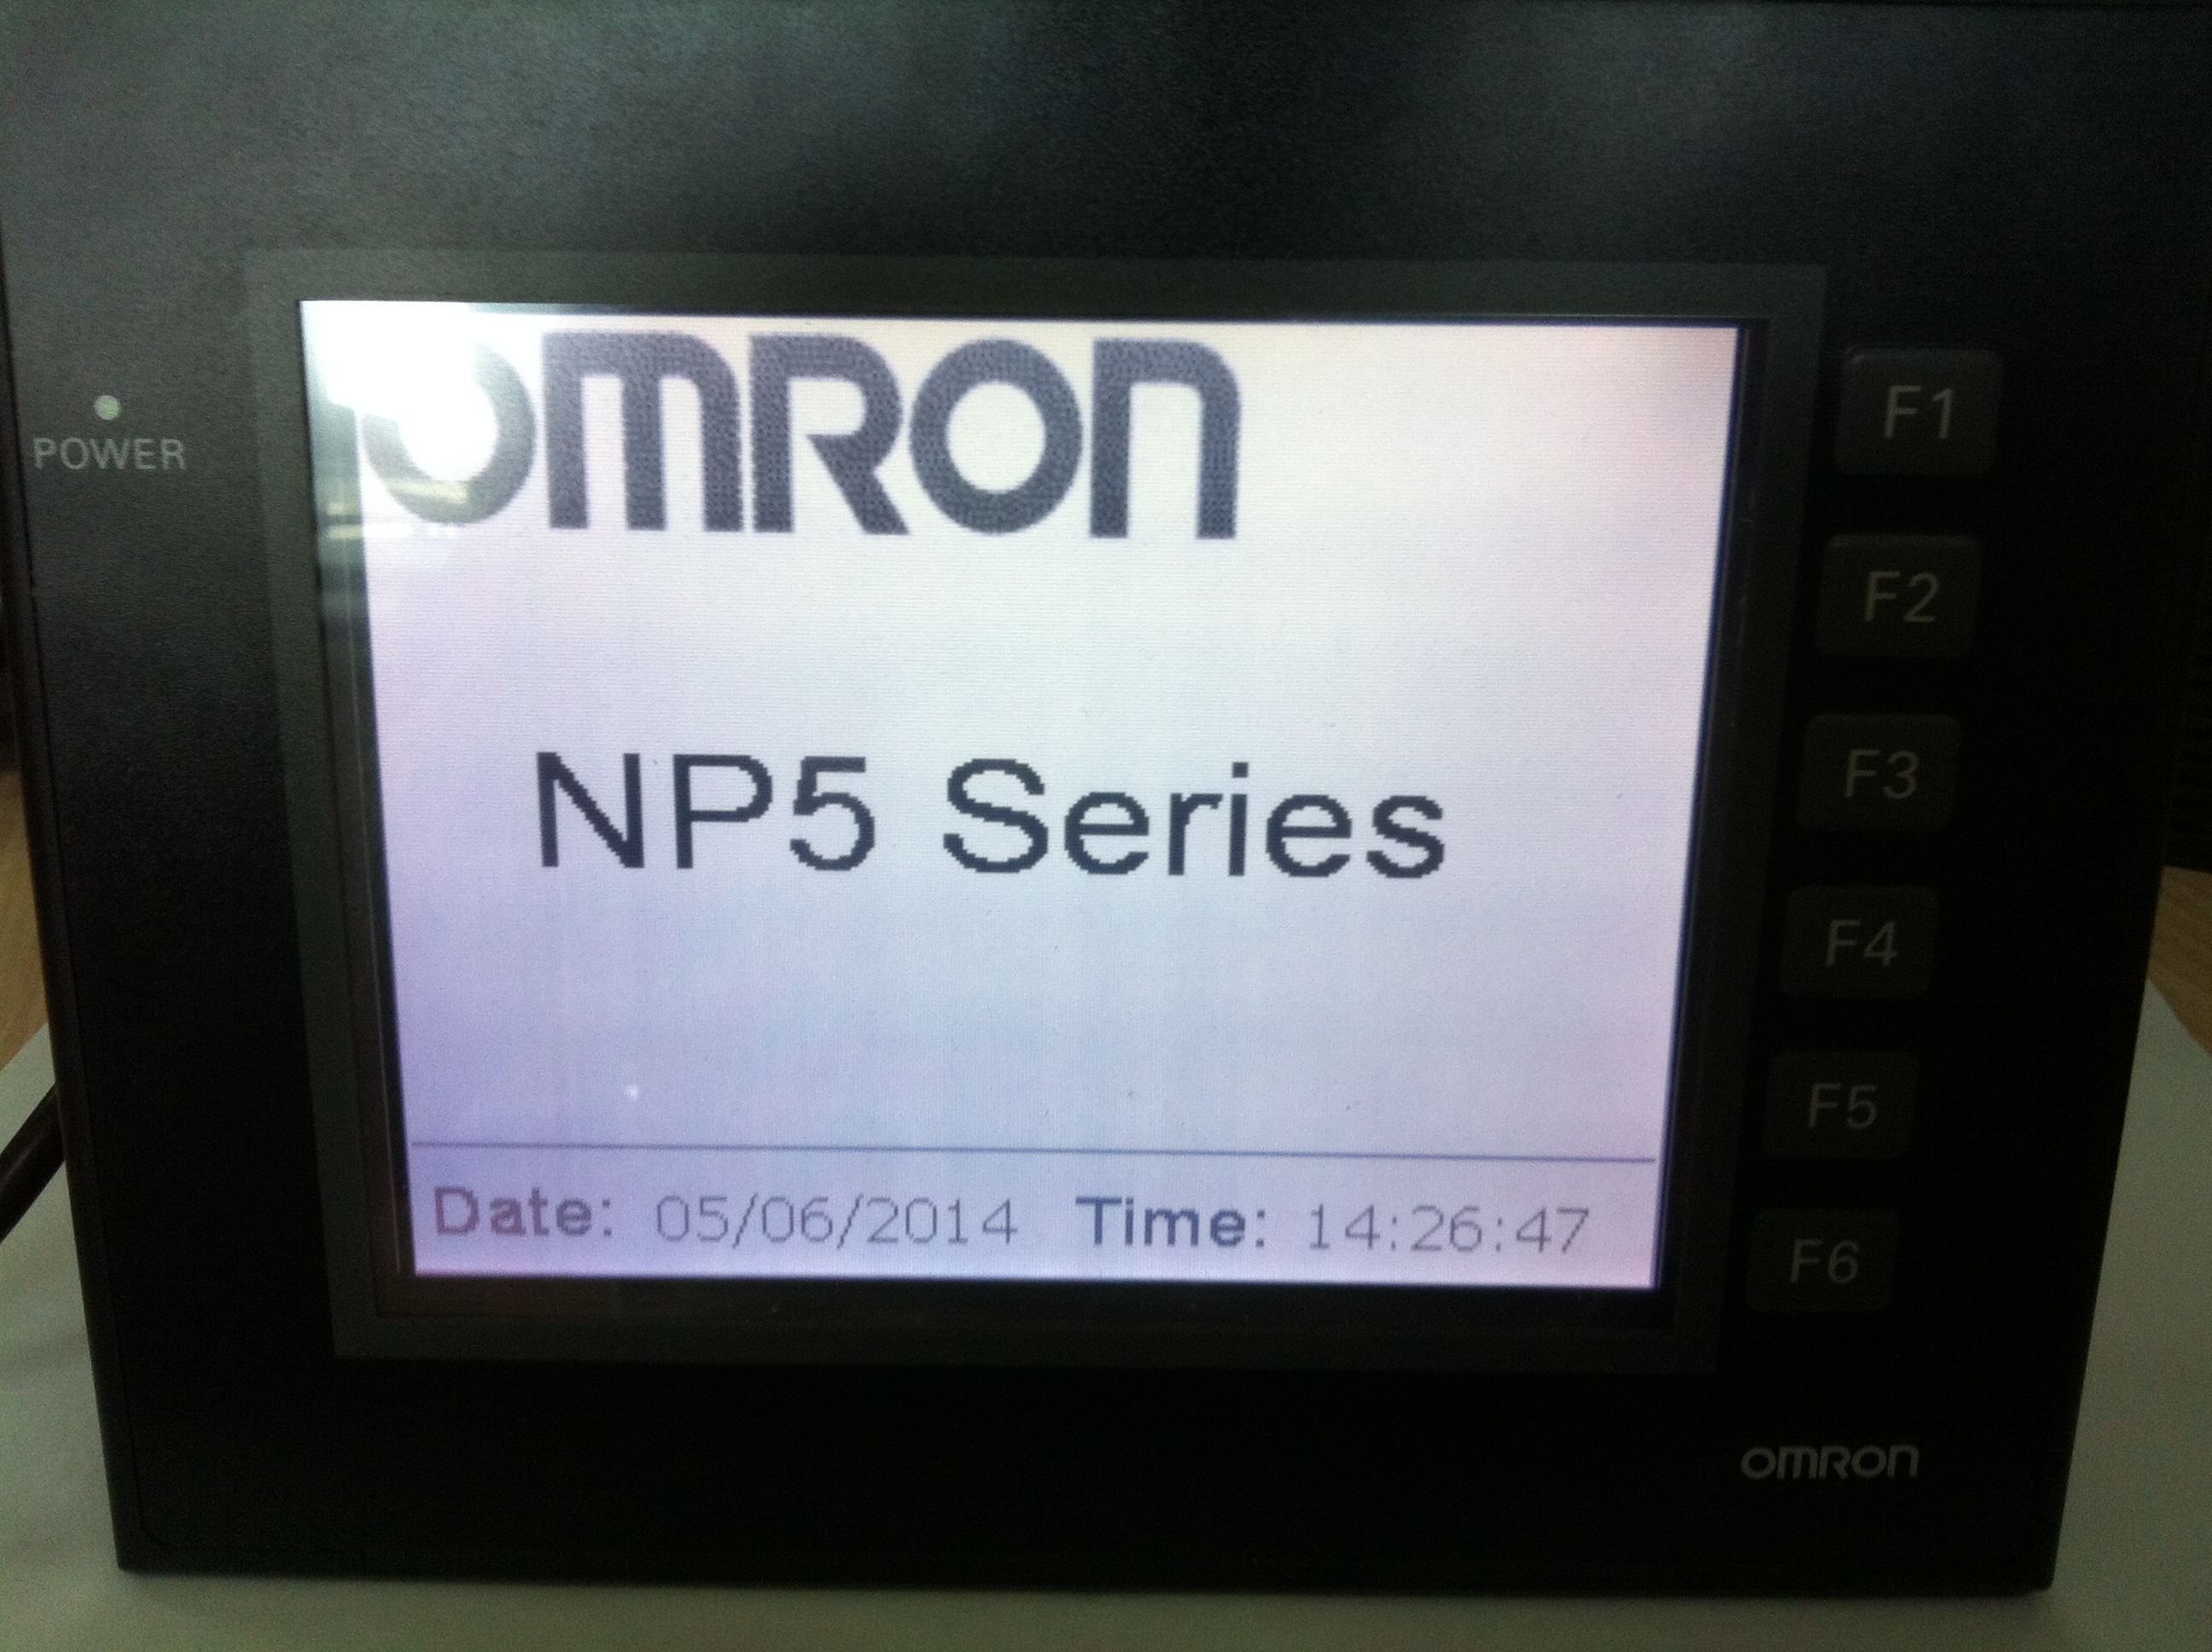 POWER
OMRON
NP5 Series
Date: 05/06/2014 Time: 14:26:47
F1
F2
F3
F4
F5
F6
OMRON